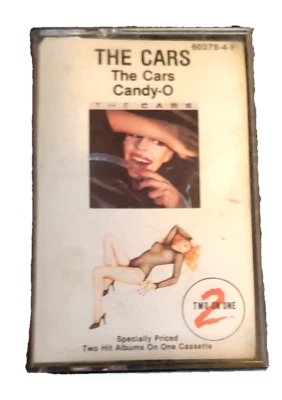 60278-4-F
THE CARS
The Cars
Candy-O
THE CARS
2
TWO ON ONE
Specially Priced
Two Hit Albums On One Cassette